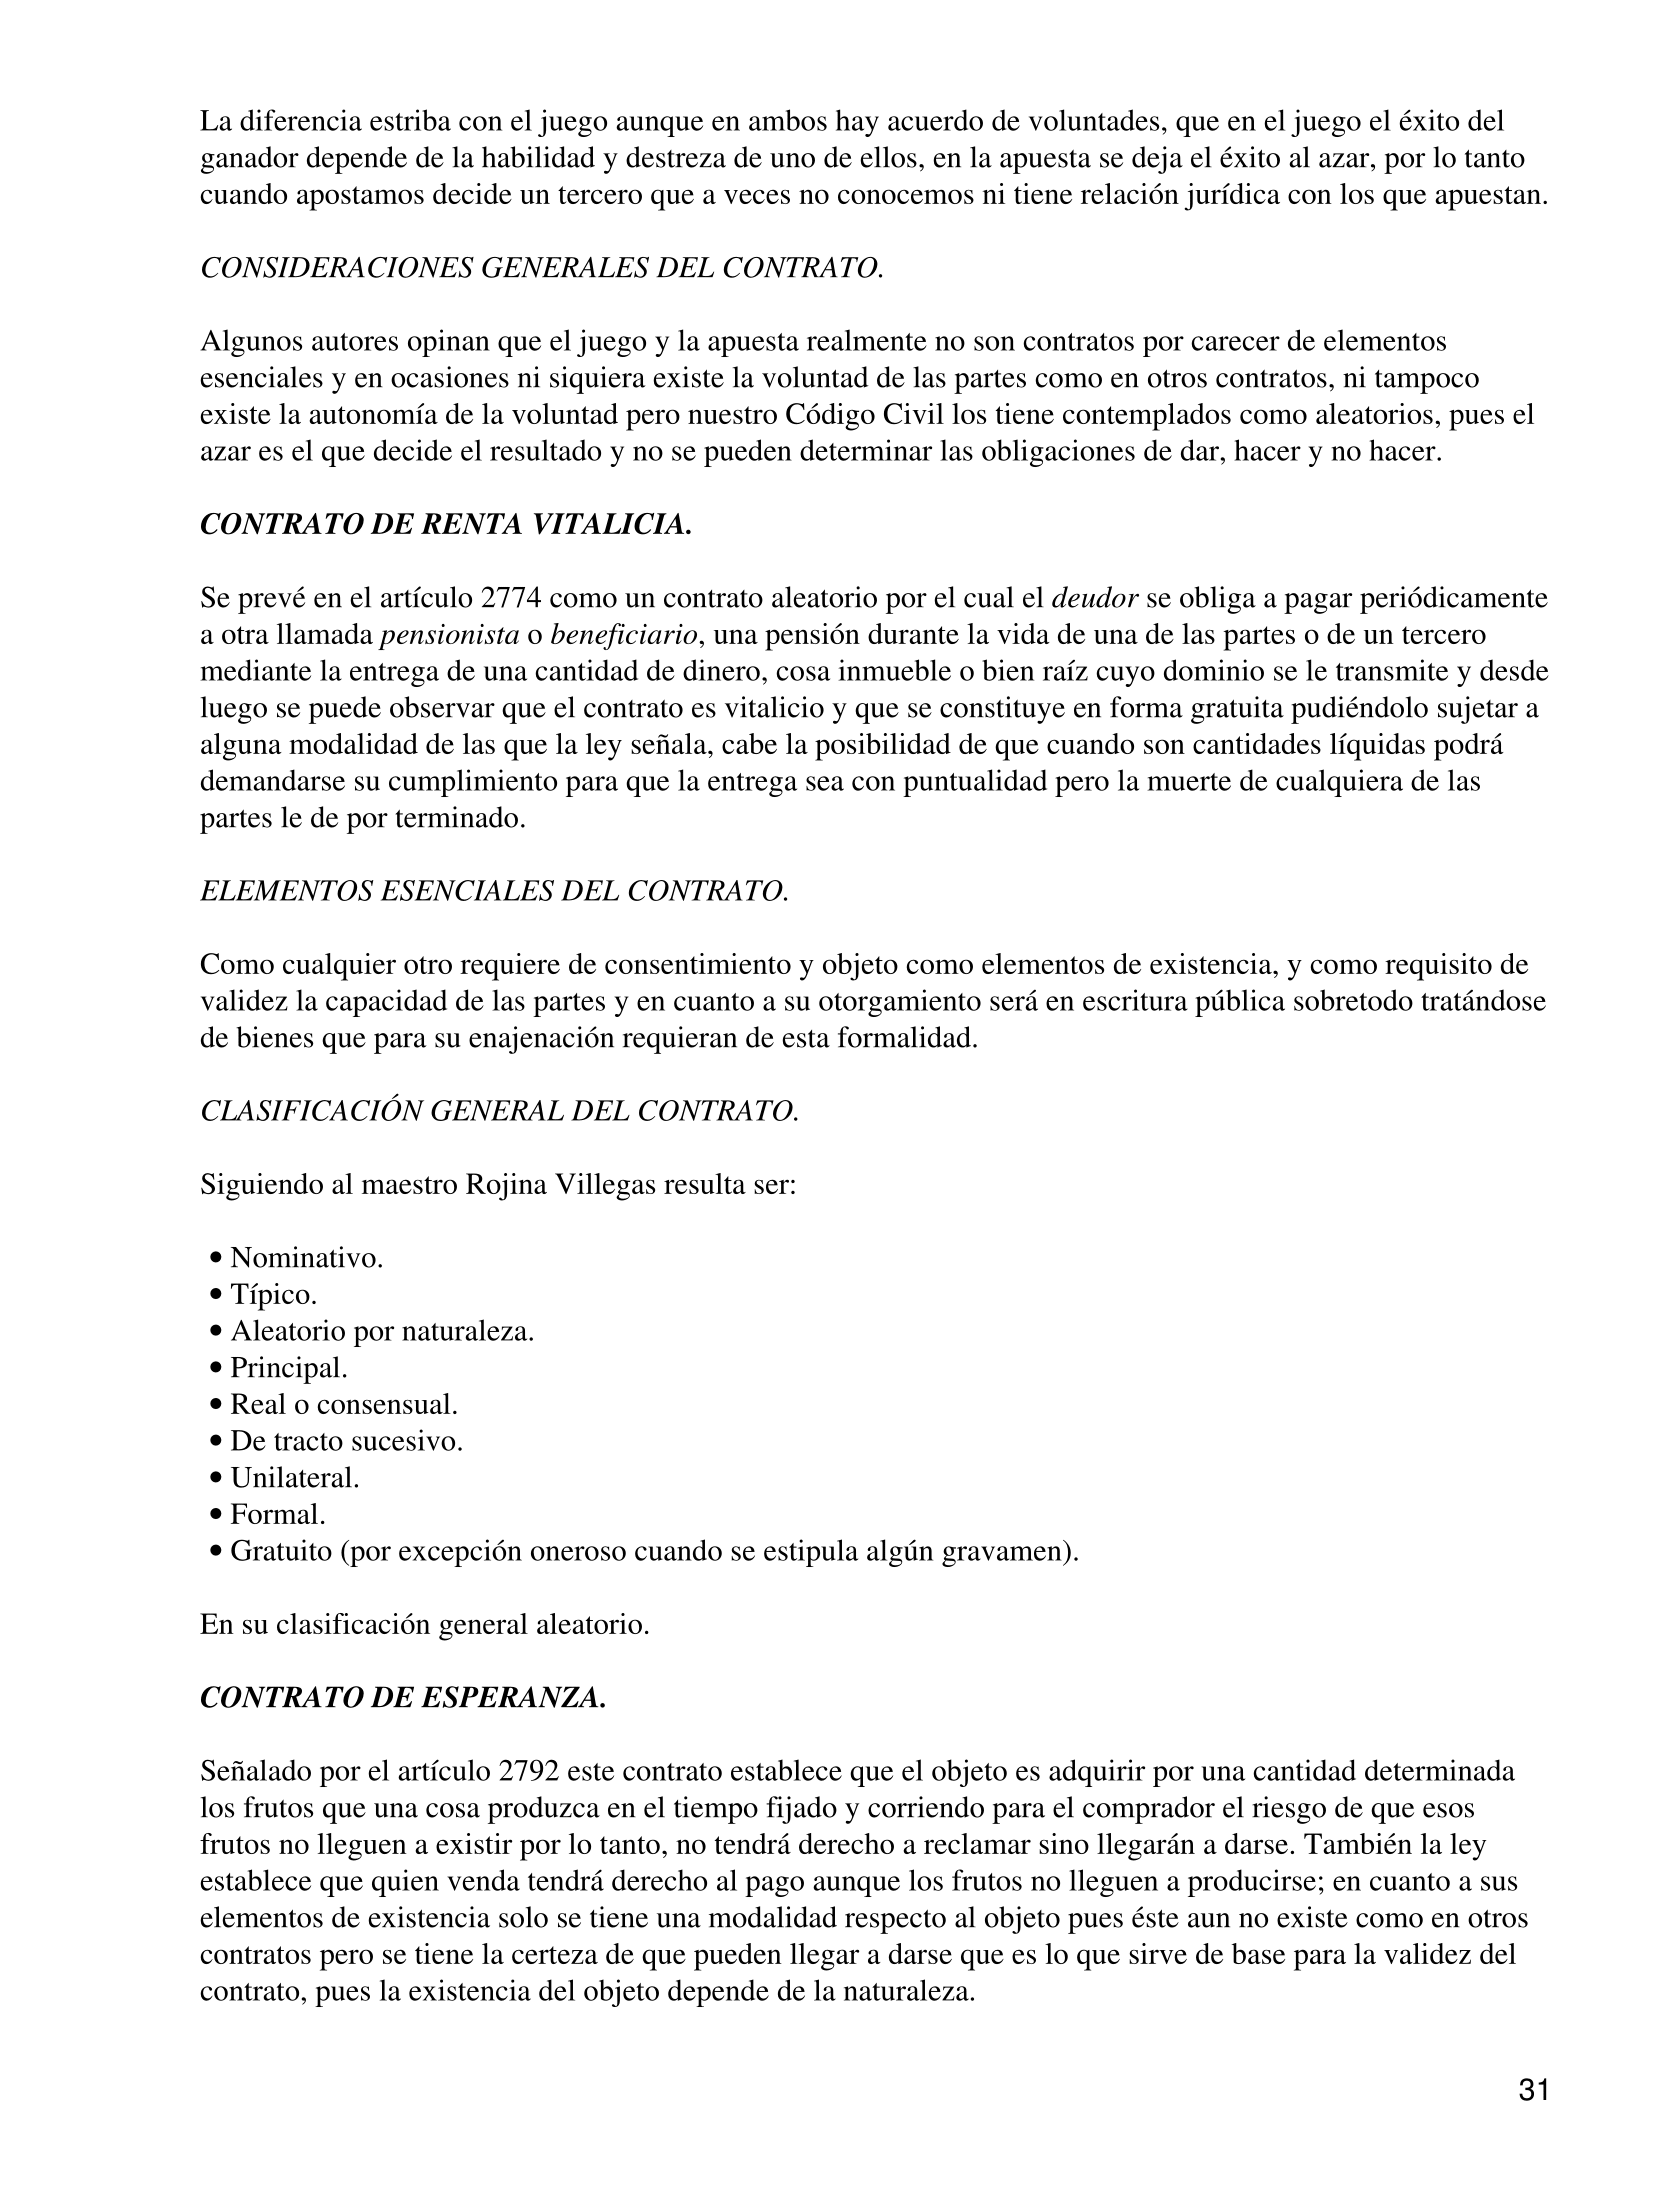 La diferencia estriba con el juego aunque en ambos hay acuerdo de voluntades, que en el juego el éxito del
ganador depende de la habilidad y destreza de uno de ellos, en la apuesta se deja el éxito al azar, por lo tanto
cuando apostamos decide un tercero que a veces no conocemos ni tiene relación jurídica con los que apuestan.
CONSIDERACIONES GENERALES DEL CONTRATO.
Algunos autores opinan que el juego y la apuesta realmente no son contratos por carecer de elementos
esenciales y en ocasiones ni siquiera existe la voluntad de las partes como en otros contratos, ni tampoco
existe la autonomía de la voluntad pero nuestro Código Civil los tiene contemplados como aleatorios, pues el
azar es el que decide el resultado y no se pueden determinar las obligaciones de dar, hacer y no hacer.
CONTRATO DE RENTA VITALICIA.
Se prevé en el artículo 2774 como un contrato aleatorio por el cual el deudor se obliga a pagar periódicamente
a otra llamada pensionista o beneficiario, una pensión durante la vida de una de las partes o de un tercero
mediante la entrega de una cantidad de dinero, cosa inmueble o bien raíz cuyo dominio se le transmite y desde
luego se puede observar que el contrato es vitalicio y que se constituye en forma gratuita pudiéndolo sujetar a
alguna modalidad de las que la ley señala, cabe la posibilidad de que cuando son cantidades líquidas podrá
demandarse su cumplimiento para que la entrega sea con puntualidad pero la muerte de cualquiera de las
partes le de por terminado.
ELEMENTOS ESENCIALES DEL CONTRATO.
Como cualquier otro requiere de consentimiento y objeto como elementos de existencia, y como requisito de
validez la capacidad de las partes y en cuanto a su otorgamiento será en escritura pública sobretodo tratándose
de bienes que para su enajenación requieran de esta formalidad.
CLASIFICACIÓN GENERAL DEL CONTRATO.
Siguiendo al maestro Rojina Villegas resulta ser:
• Nominativo.
• Típico.
• Aleatorio por naturaleza.
• Principal.
• Real o consensual.
• De tracto sucesivo.
• Unilateral.
• Formal.
• Gratuito (por excepción oneroso cuando se estipula algún gravamen).
En su clasificación general aleatorio.
CONTRATO DE ESPERANZA.
Señalado por el artículo 2792 este contrato establece que el objeto es adquirir por una cantidad determinada
los frutos que una cosa produzca en el tiempo fijado y corriendo para el comprador el riesgo de que esos
frutos no lleguen a existir por lo tanto, no tendrá derecho a reclamar sino llegarán a darse. También la ley
establece que quien venda tendrá derecho al pago aunque los frutos no lleguen a producirse; en cuanto a sus
elementos de existencia solo se tiene una modalidad respecto al objeto pues éste aun no existe como en otros
contratos pero se tiene la certeza de que pueden llegar a darse que es lo que sirve de base para la validez del
contrato, pues la existencia del objeto depende de la naturaleza.
31